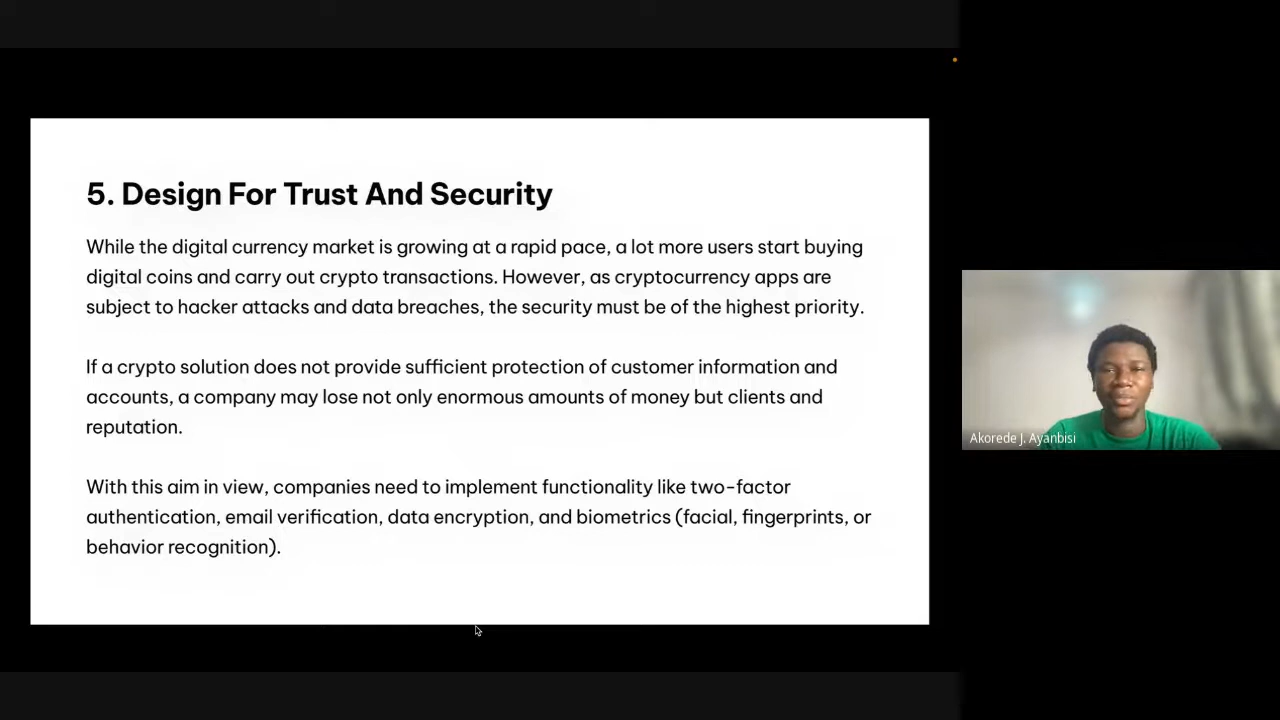 5. Design For Trust And Security
While the digital currency market is growing at a rapid pace, a lot more users start buying
digital coins and carry out crypto transactions. However, as cryptocurrency apps are
subject to hacker attacks and data breaches, the security must be of the highest priority.
If a crypto solution does not provide sufficient protection of customer information and
accounts, a company may lose not only enormous amounts of money but clients and
reputation.
With this aim in view, companies need to implement functionality like two-factor
authentication, email verification, data encryption, and biometrics (facial, fingerprints, or
behavior recognition).
Akorede J. Ayanbisi